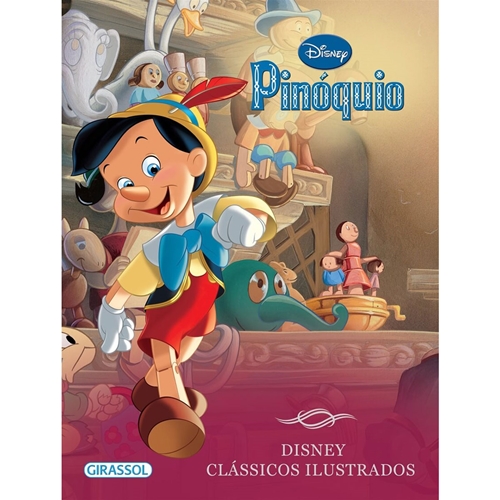 Disney
Pinóquio
DISNEY
CLÁSSICOS ILUSTRADOS
GIRASSOL